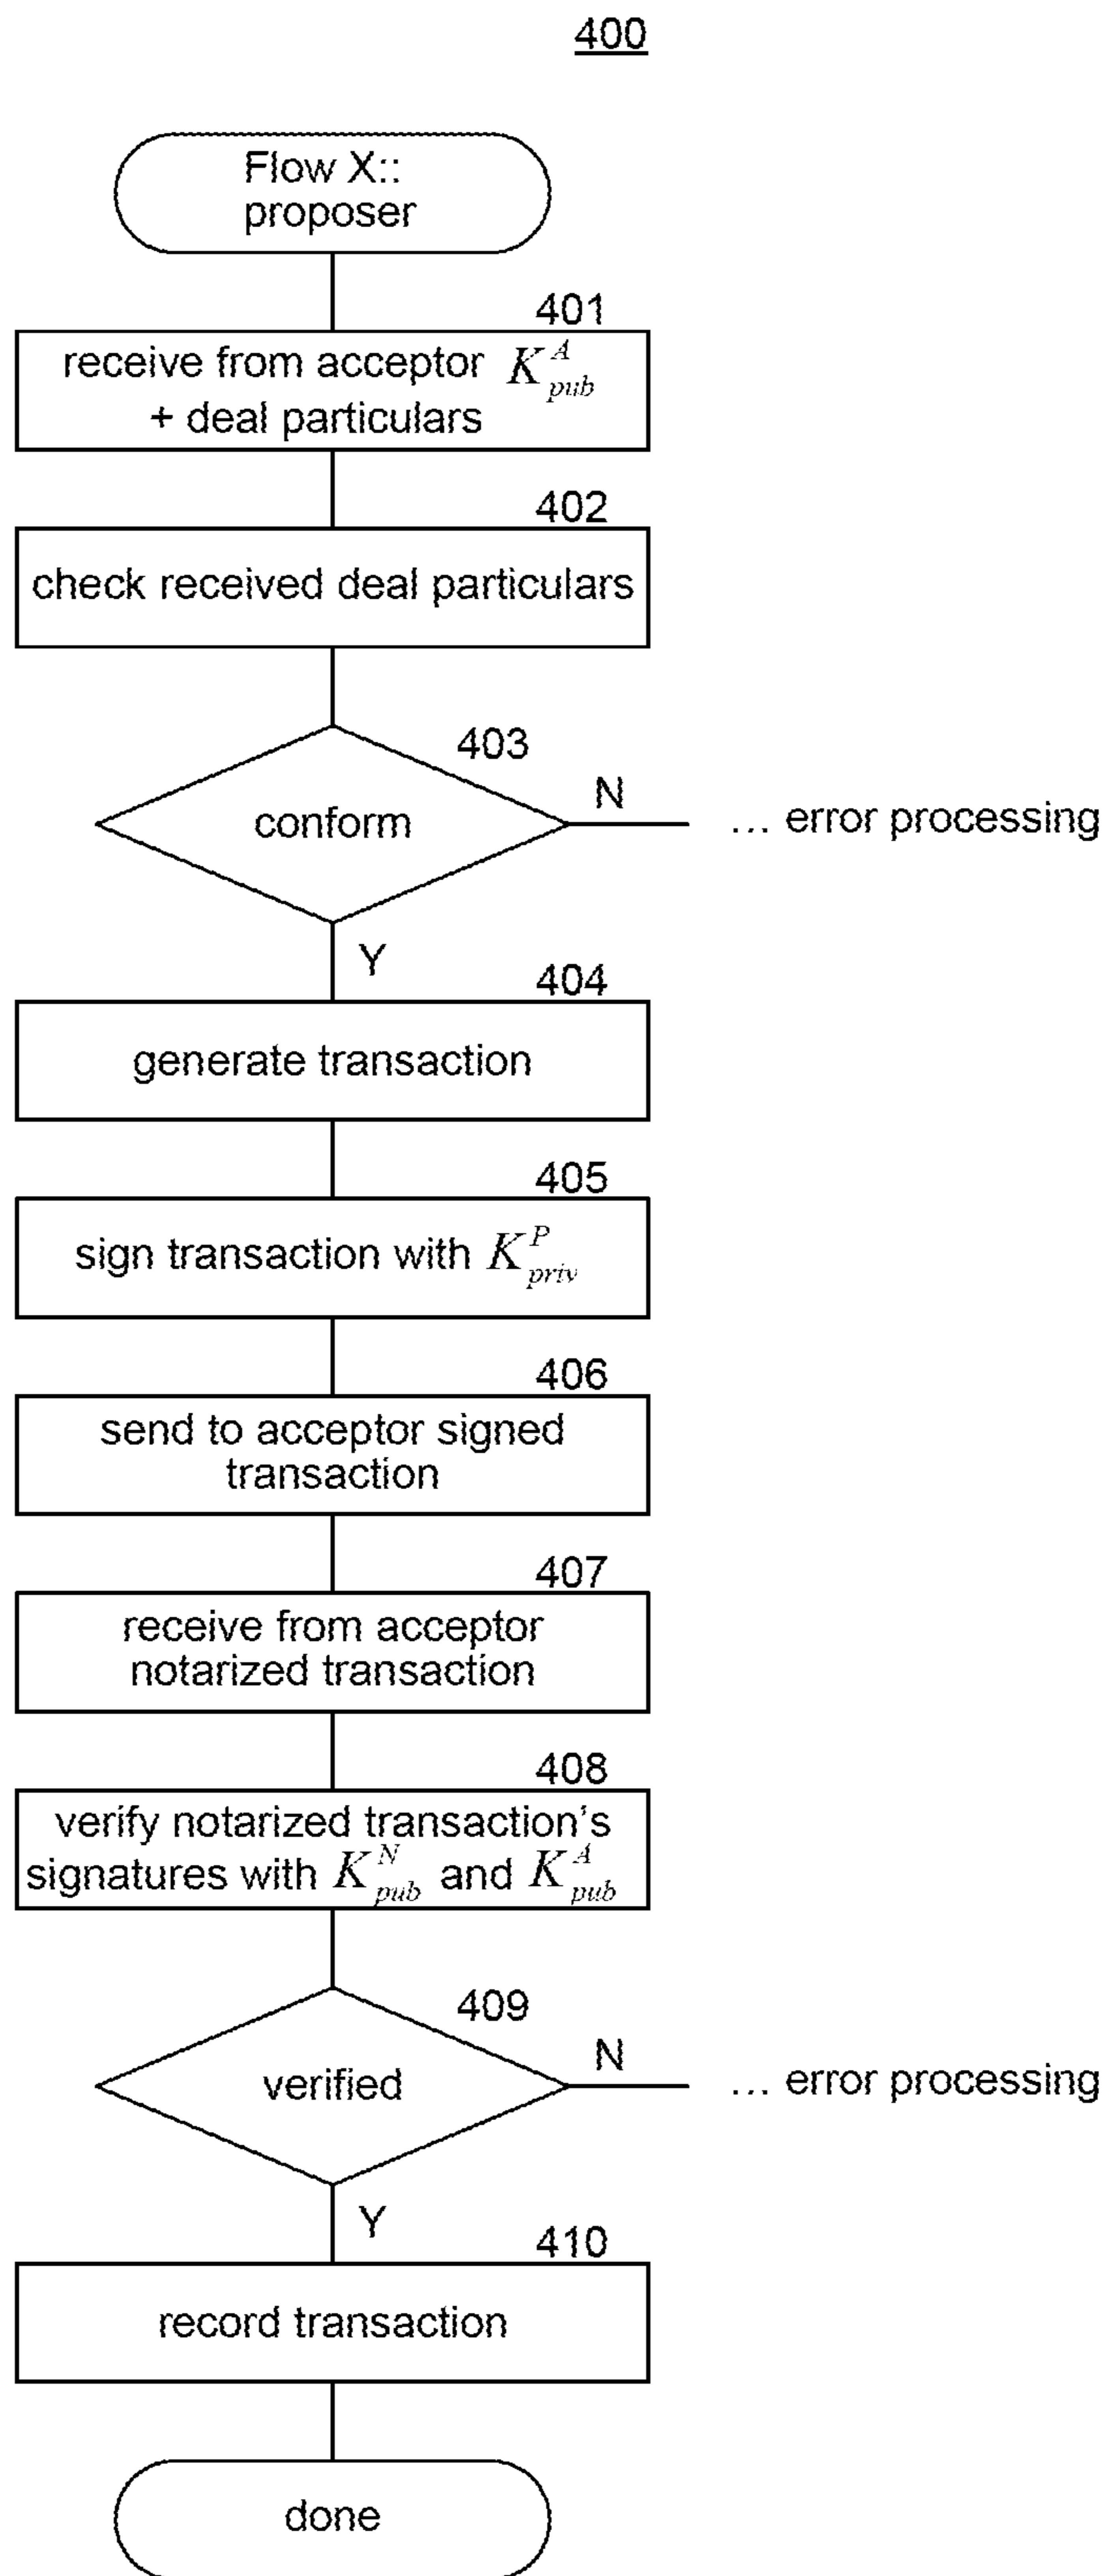 400
Flow X::
proposer
401
receive from acceptor K^A_pub
+ deal particulars
402
check received deal particulars
403
conform
N
... error processing
Y
404
generate transaction
405
sign transaction with K^P_priv
406
send to acceptor signed
transaction
407
receive from acceptor
notarized transaction
408
verify notarized transaction's
signatures with K^N_pub and K^A_pub
409
verified
N
... error processing
Y
410
record transaction
done